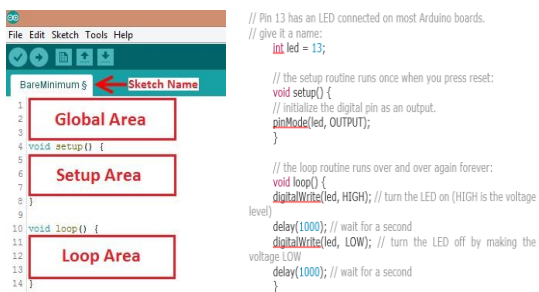 File Edit Sketch Tools Help
BareMinimum §
Sketch Name
1
2
3
Global Area
4 void setup() {
5
6
7
Setup Area
8 }
9
10 void loop() {
11
12
13
Loop Area
14 }
// Pin 13 has an LED connected on most Arduino boards.
// give it a name:
int led = 13;
// the setup routine runs once when you press reset:
void setup() {
// initialize the digital pin as an output.
pinMode(led, OUTPUT);
}
// the loop routine runs over and over again forever:
void loop() {
digitalWrite(led, HIGH); // turn the LED on (HIGH is the voltage
level)
delay(1000); // wait for a second
digitalWrite(led, LOW); // turn the LED off by making the
voltage LOW
delay(1000); // wait for a second
}